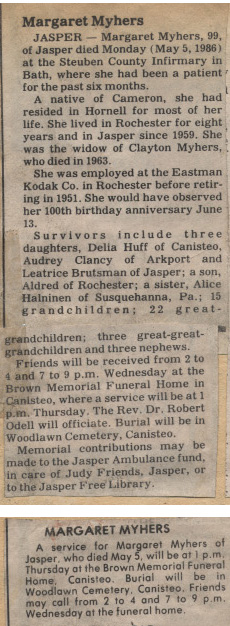 Margaret Myhers
JASPER — Margaret Myhers, 99,
of Jasper died Monday (May 5, 1986)
at the Steuben County Infirmary in
Bath, where she had been a patient
for the past six months.
A native of Cameron, she had
resided in Hornell for most of her
life. She lived in Rochester for eight
years and in Jasper since 1959. She
was the widow of Clayton Myhers,
who died in 1963.
She was employed at the Eastman
Kodak Co. in Rochester before retir-
ing in 1951. She would have observed
her 100th birthday anniversary June
13.
Survivors include three
daughters, Delia Huff of Canisteo,
Audrey Clancy of Arkport and
Leatrice Brutsman of Jasper; a son,
Aldred of Rochester; a sister, Alice
Halninen of Susquehanna, Pa.; 15
grandchildren; 22 great-
grandchildren; three great-great-
grandchildren and three nephews.
Friends will be received from 2 to
4 and 7 to 9 p.m. Wednesday at the
Brown Memorial Funeral Home in
Canisteo, where a service will be at 1
p.m. Thursday. The Rev. Dr. Robert
Odell will officiate. Burial will be in
Woodlawn Cemetery, Canisteo.
Memorial contributions may be
made to the Jasper Ambulance fund,
in care of Judy Friends, Jasper, or
to the Jasper Free Library.
MARGARET MYHERS
A service for Margaret Myhers of
Jasper, who died May 5, will be at 1 p.m.
Thursday at the Brown Memorial Funeral
Home, Canisteo. Burial will be in
Woodlawn Cemetery, Canisteo. Friends
may call from 2 to 4 and 7 to 9 p.m.
Wednesday at the funeral home.